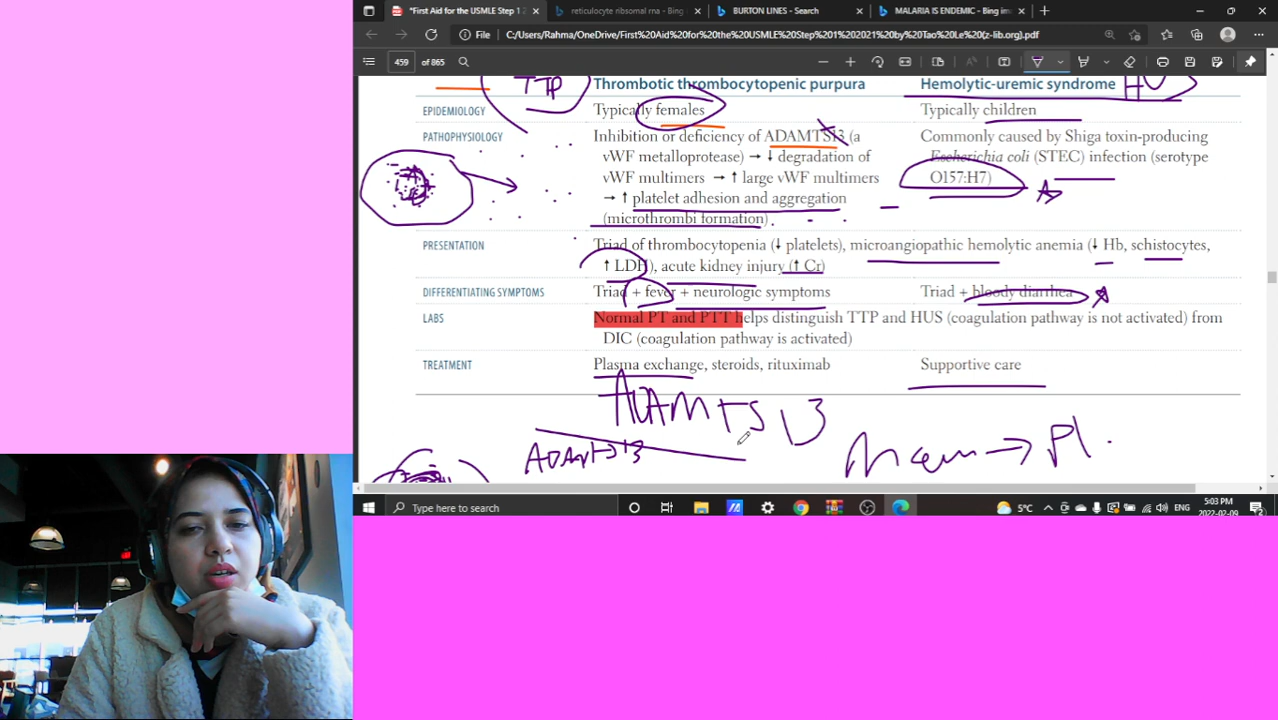 *First Aid for the USMLE Step 1 2
reticulocyte ribosomal rna - Bing i
BURTON LINES - Search
MALARIA IS ENDEMIC - Bing im
File C:/Users/Rahma/OneDrive/First%20Aid%20for%20the%20USMLE%20Step%201%202021%20by%20Tao%20Le%20(z-lib.org).pdf
459 of 865
TTP
Thrombotic thrombocytopenic purpura Hemolytic-uremic syndrome HU
EPIDEMIOLOGY Typically females Typically children
PATHOPHYSIOLOGY Inhibition or deficiency of ADAMTS13 (a Commonly caused by Shiga toxin-producing
vWF metalloprotease) → ↓ degradation of Escherichia coli (STEC) infection (serotype
vWF multimers → ↑ large vWF multimers O157:H7)
→ ↑ platelet adhesion and aggregation
(microthrombi formation)
PRESENTATION Triad of thrombocytopenia (↓ platelets), microangiopathic hemolytic anemia (↓ Hb, schistocytes,
↑ LDH), acute kidney injury (↑ Cr)
DIFFERENTIATING SYMPTOMS Triad + fever + neurologic symptoms Triad + bloody diarrhea
LABS Normal PT and PTT helps distinguish TTP and HUS (coagulation pathway is not activated) from
DIC (coagulation pathway is activated)
TREATMENT Plasma exchange, steroids, rituximab Supportive care
ADAMTS 13
ADAMTS13
→ Pl.
Type here to search
5°C ENG 5:03 PM
2022-02-09